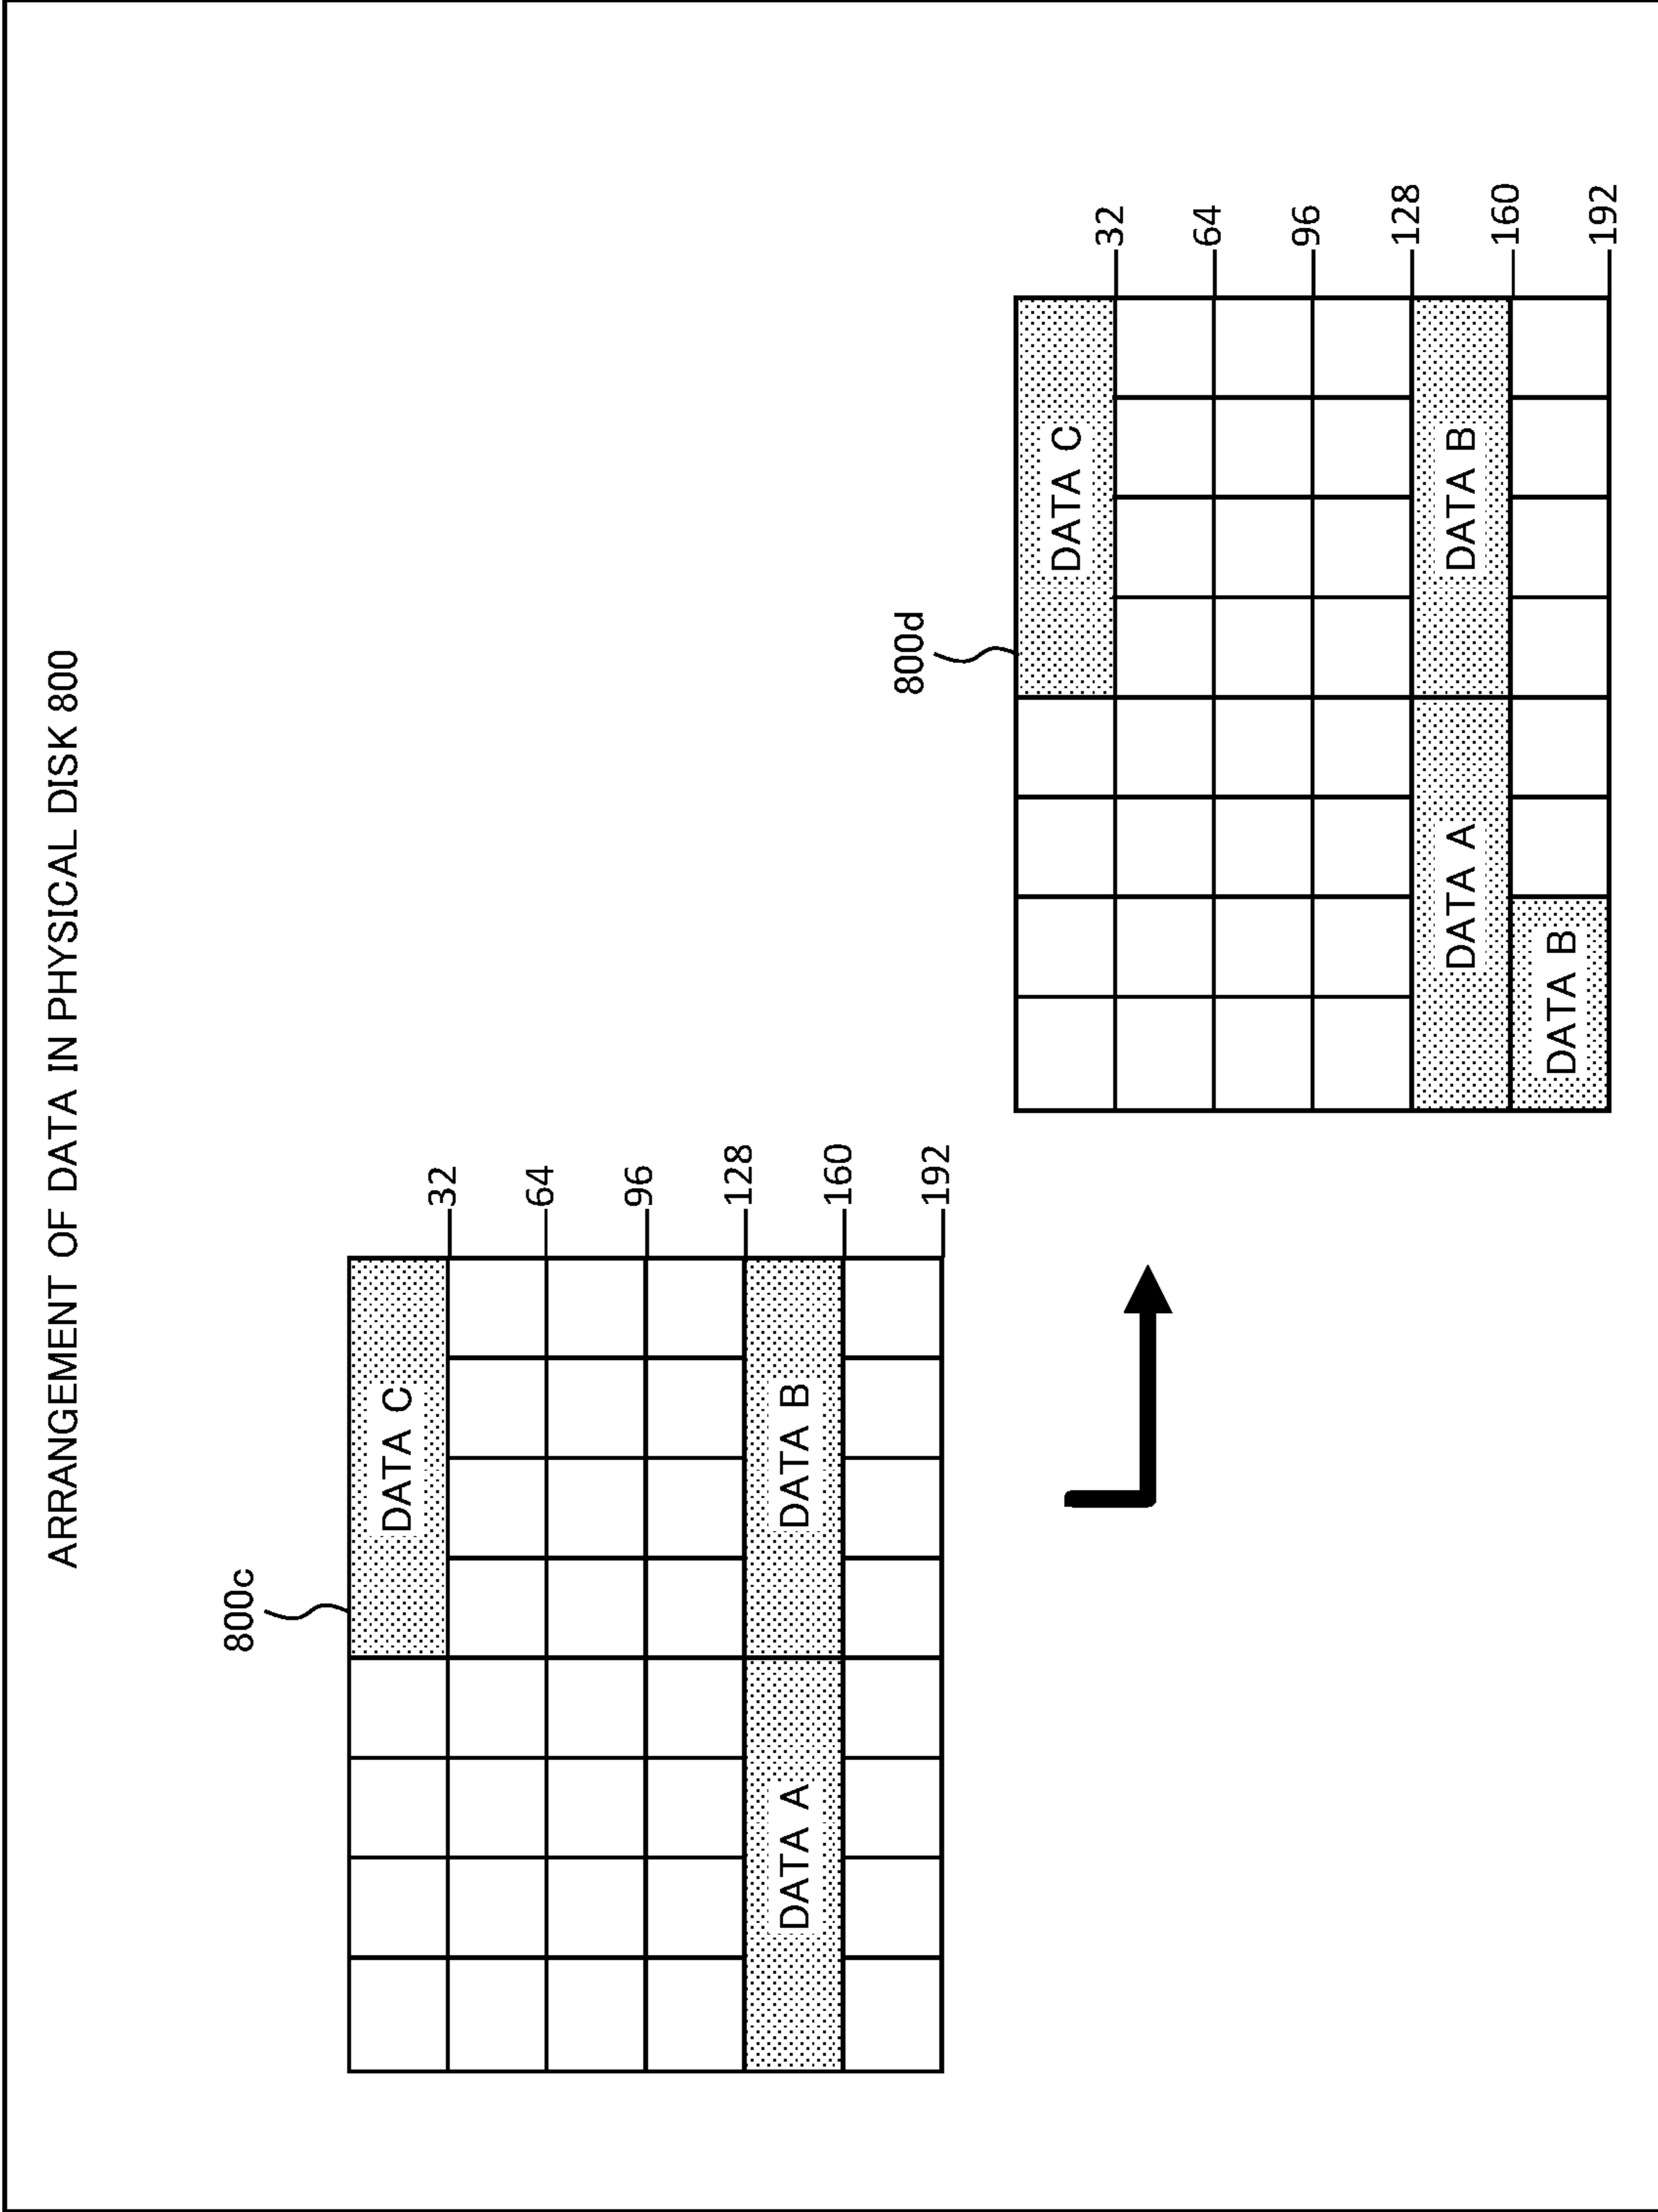 ARRANGEMENT OF DATA IN PHYSICAL DISK 800
800c
DATA C
32
64
96
128
DATA A
DATA B
160
192
800d
DATA C
32
64
96
128
DATA A
DATA B
160
DATA B
192